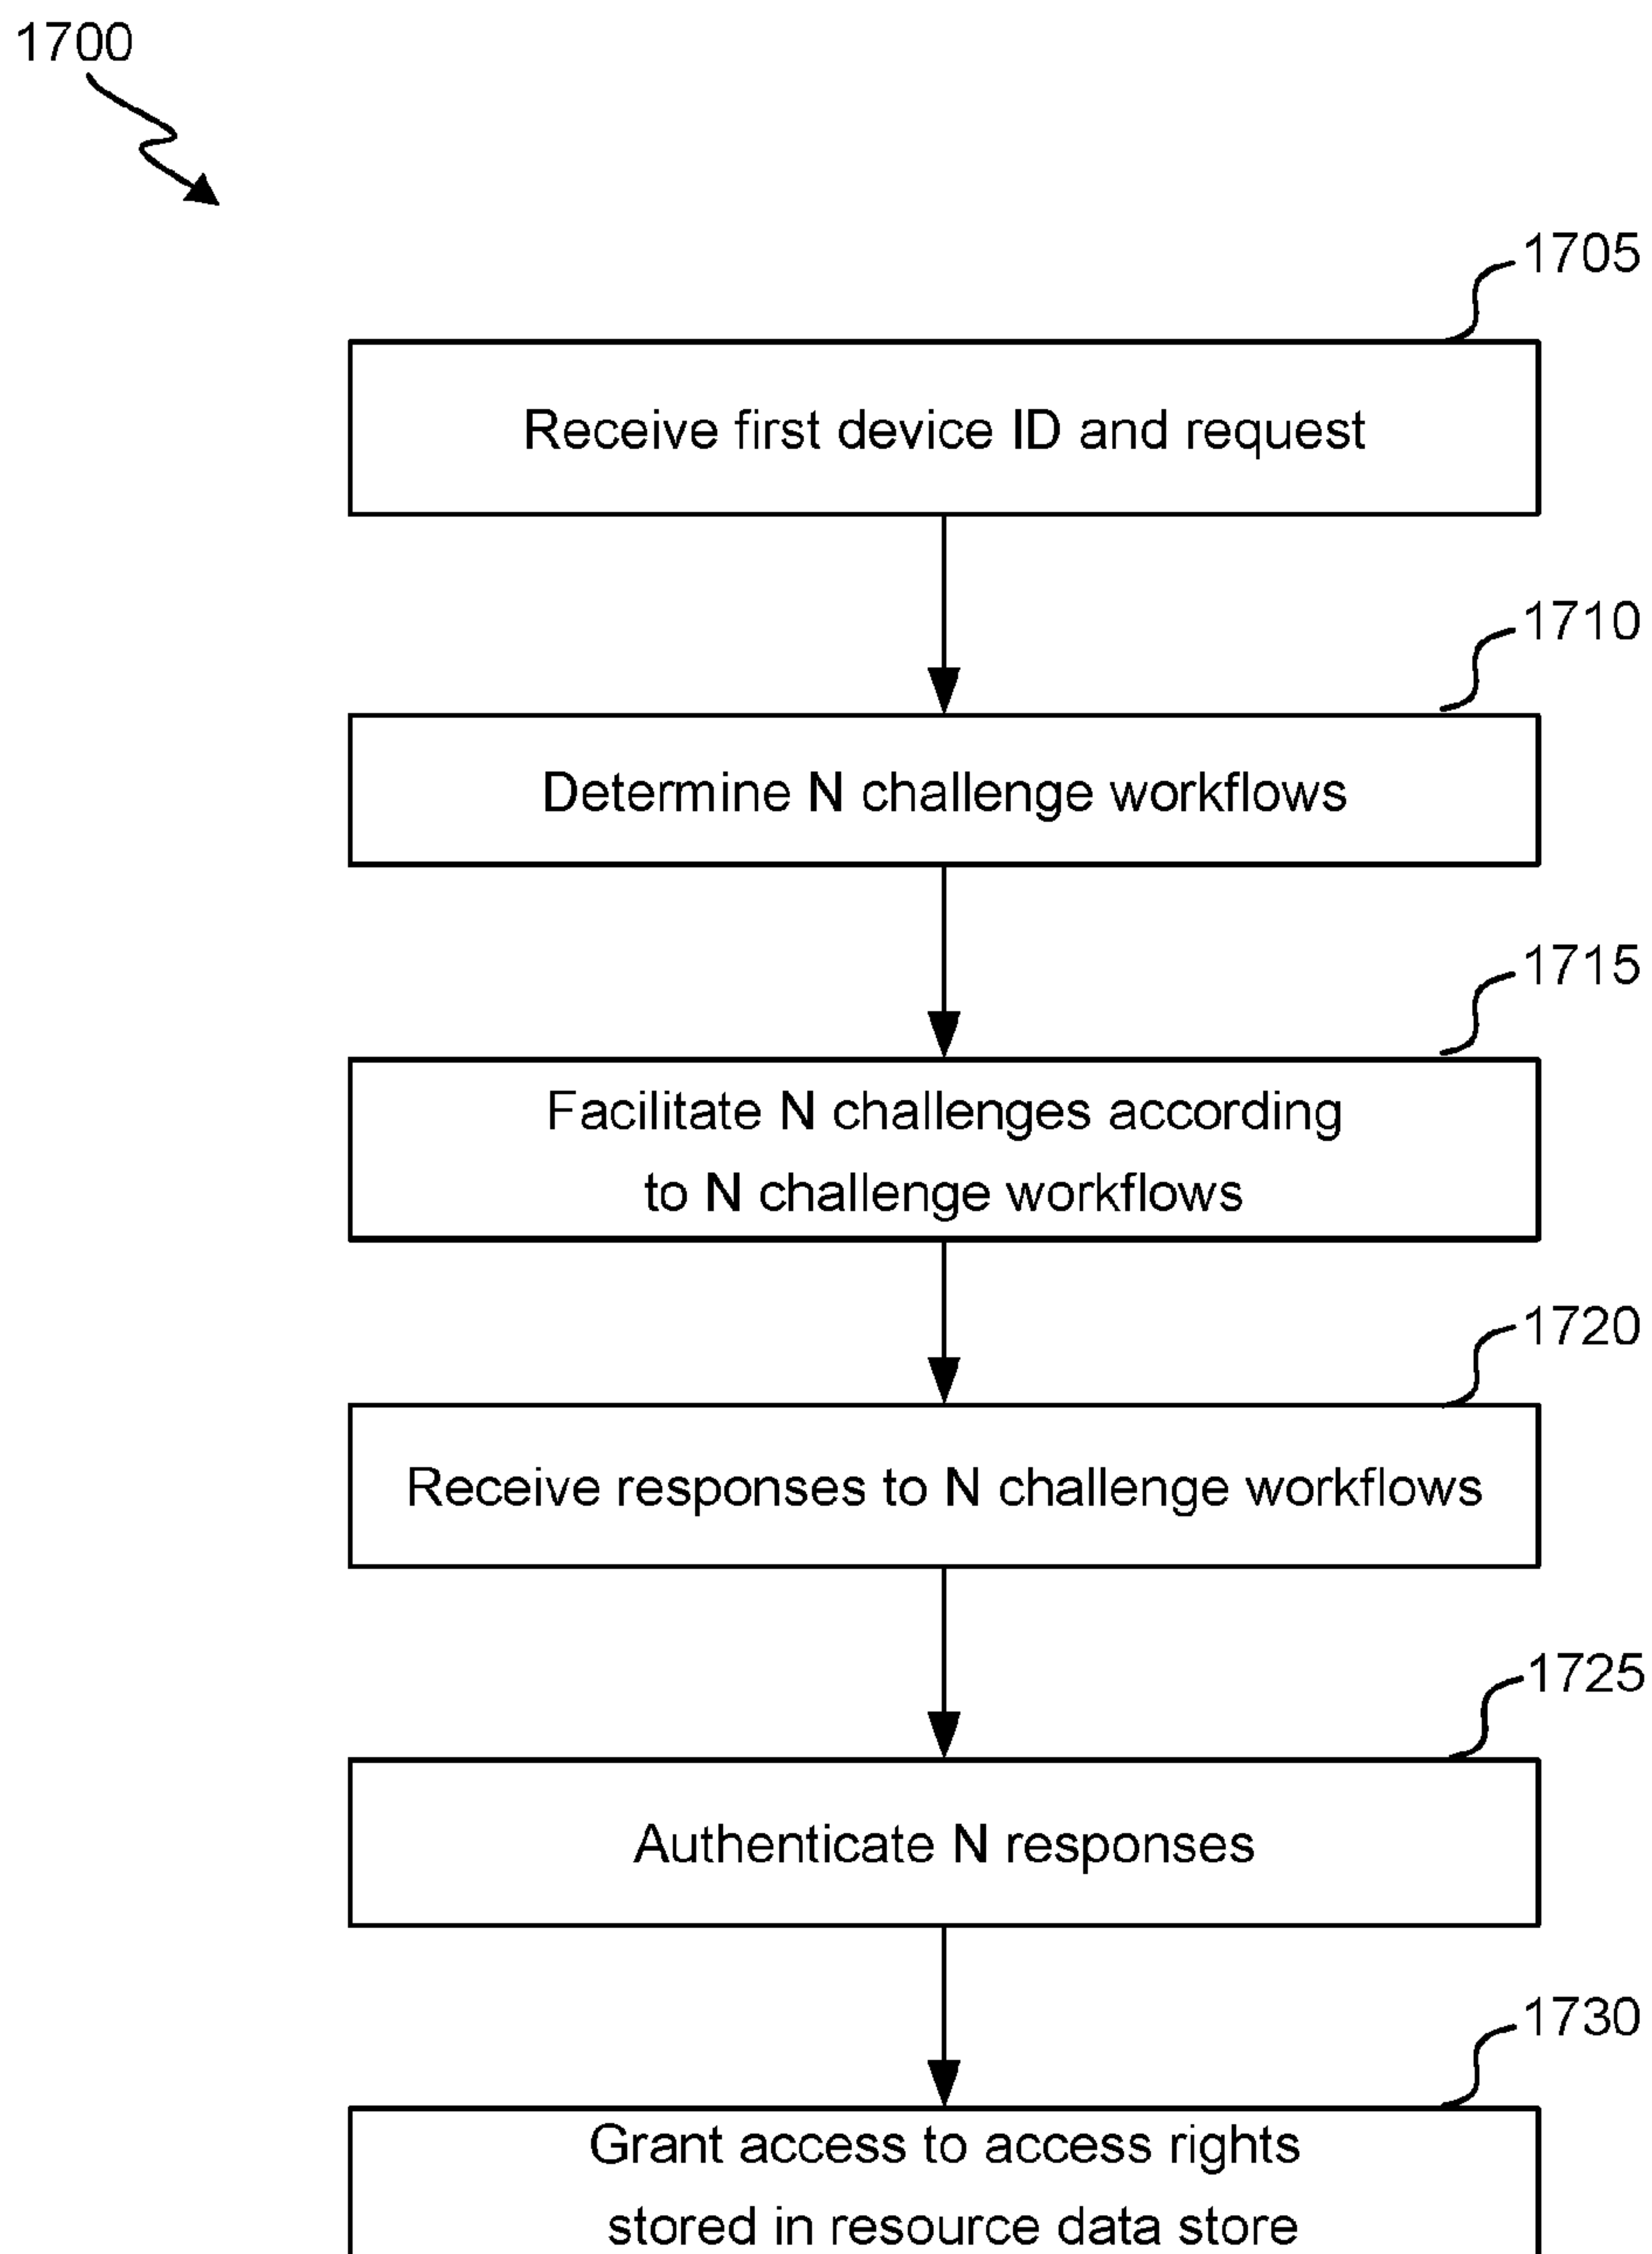 1700
1705
Receive first device ID and request
1710
Determine N challenge workflows
1715
Facilitate N challenges according
to N challenge workflows
1720
Receive responses to N challenge workflows
1725
Authenticate N responses
1730
Grant access to access rights
stored in resource data store